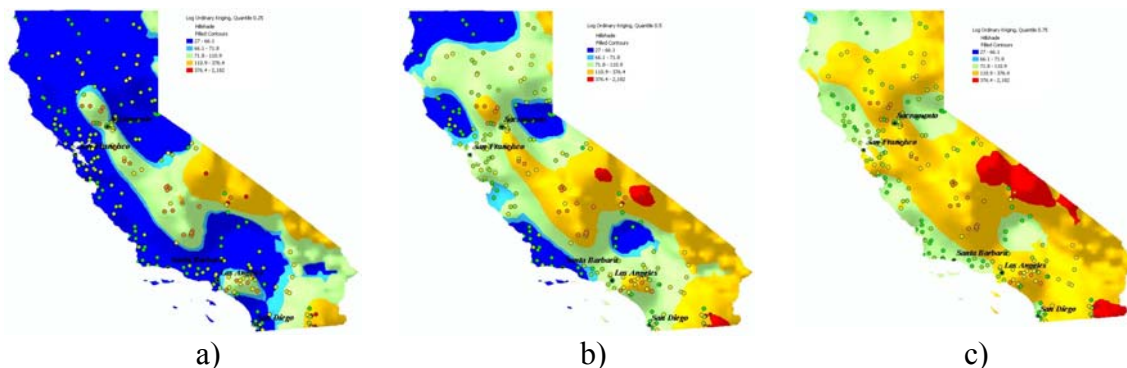 Log Ordinary Kriging, Quantile 0.25
Hillshade
Filled Contours
27 - 66.1
66.1 - 71.8
71.8 - 110.9
110.9 - 376.4
376.4 - 2,102
San Francisco
Santa Barbara
Los Angeles
Diego
a)
Log Ordinary Kriging, Quantile 0.5
Hillshade
Filled Contours
27 - 66.1
66.1 - 71.8
71.8 - 110.9
110.9 - 376.4
376.4 - 2,102
Sacramento
San Francisco
Santa Barbara
Los Angeles
San Diego
b)
Log Ordinary Kriging, Quantile 0.75
Hillshade
Filled Contours
27 - 66.1
66.1 - 71.8
71.8 - 110.9
110.9 - 376.4
376.4 - 2,102
Sacramento
San Francisco
Santa Barbara
Los Angeles
San Diego
c)